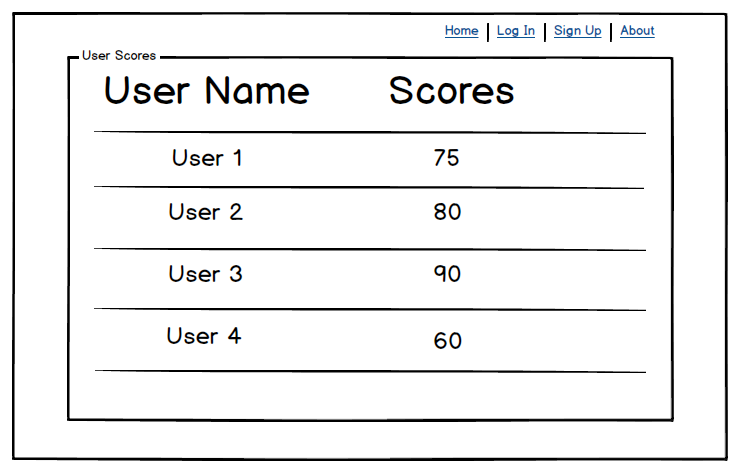 Home Log In Sign Up About
User Scores
User Name Scores
User 1 75
User 2 80
User 3 90
User 4 60